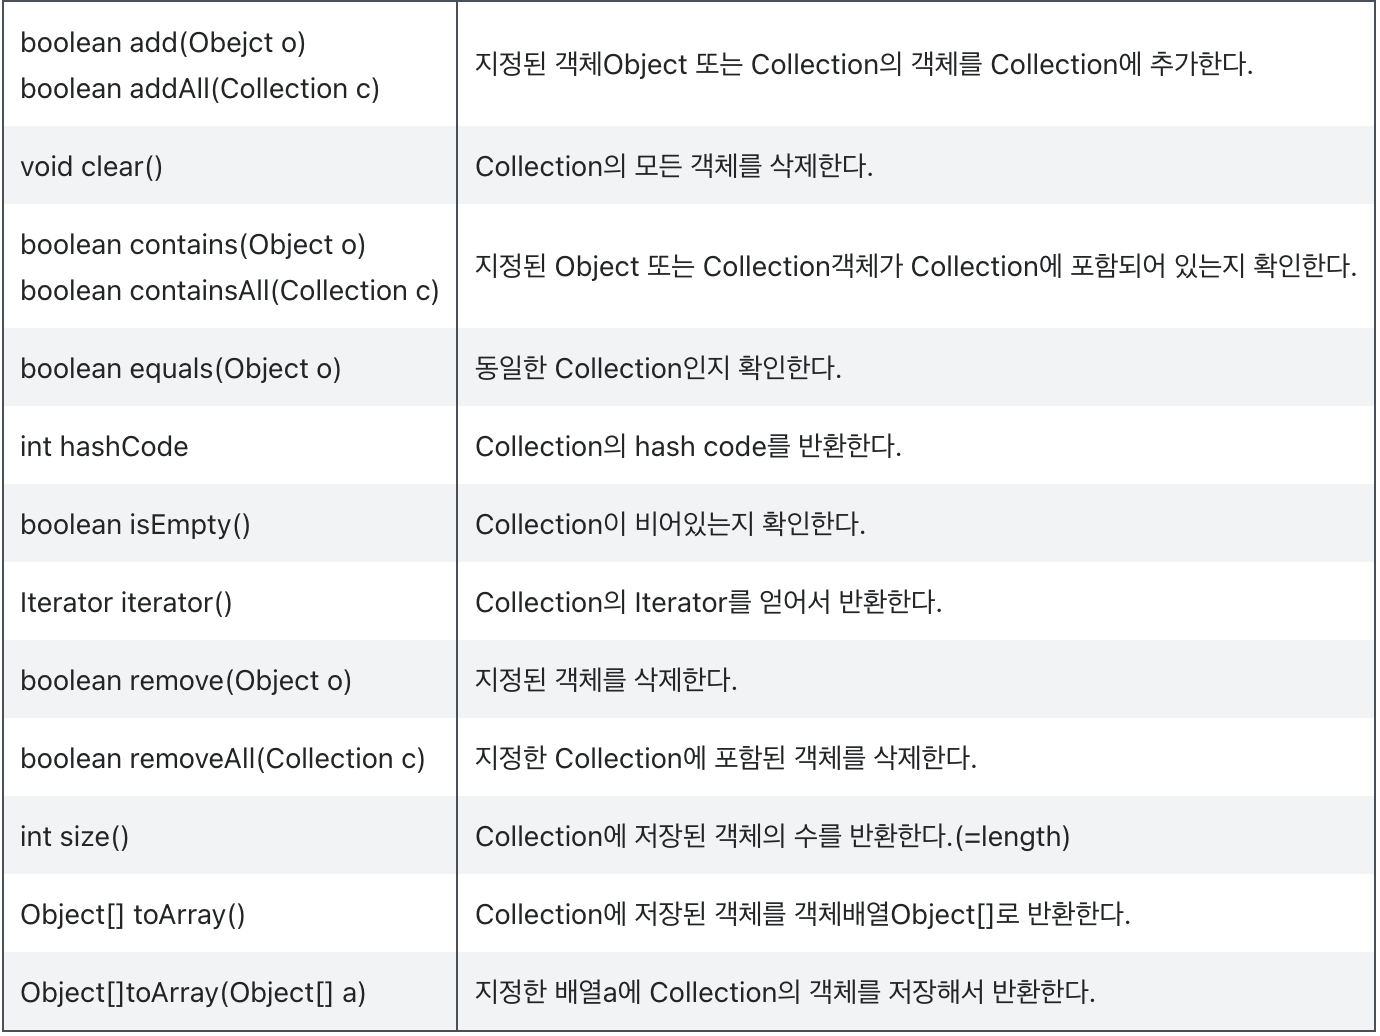 boolean add(Obejct o)
boolean addAll(Collection c)
지정된 객체Object 또는 Collection의 객체를 Collection에 추가한다.
void clear()
Collection의 모든 객체를 삭제한다.
boolean contains(Object o)
boolean containsAll(Collection c)
지정된 Object 또는 Collection객체가 Collection에 포함되어 있는지 확인한다.
boolean equals(Object o)
동일한 Collection인지 확인한다.
int hashCode
Collection의 hash code를 반환한다.
boolean isEmpty()
Collection이 비어있는지 확인한다.
Iterator iterator()
Collection의 Iterator를 얻어서 반환한다.
boolean remove(Object o)
지정된 객체를 삭제한다.
boolean removeAll(Collection c)
지정한 Collection에 포함된 객체를 삭제한다.
int size()
Collection에 저장된 객체의 수를 반환한다.(=length)
Object[] toArray()
Collection에 저장된 객체를 객체배열Object[]로 반환한다.
Object[]toArray(Object[] a)
지정한 배열a에 Collection의 객체를 저장해서 반환한다.